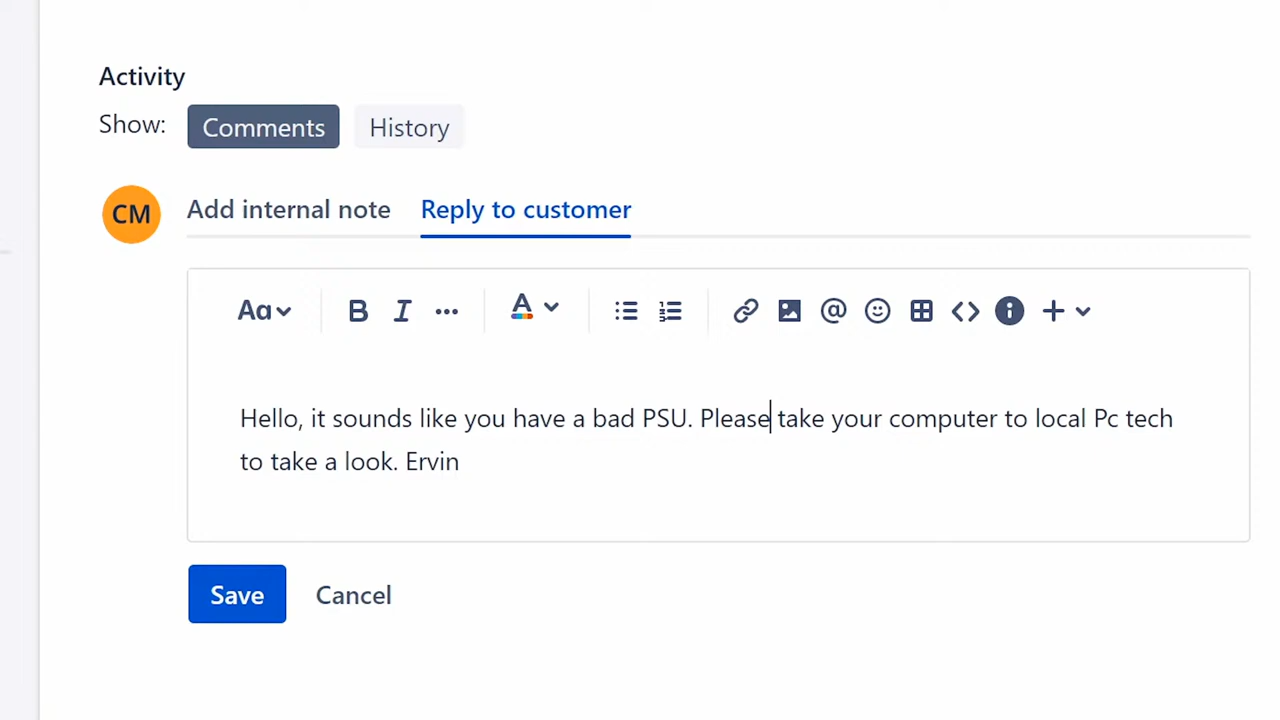 Activity
Show: Comments History
CM Add internal note Reply to customer
Aa B I ... A @ <> i +
Hello, it sounds like you have a bad PSU. Please take your computer to local Pc tech
to take a look. Ervin
Save Cancel